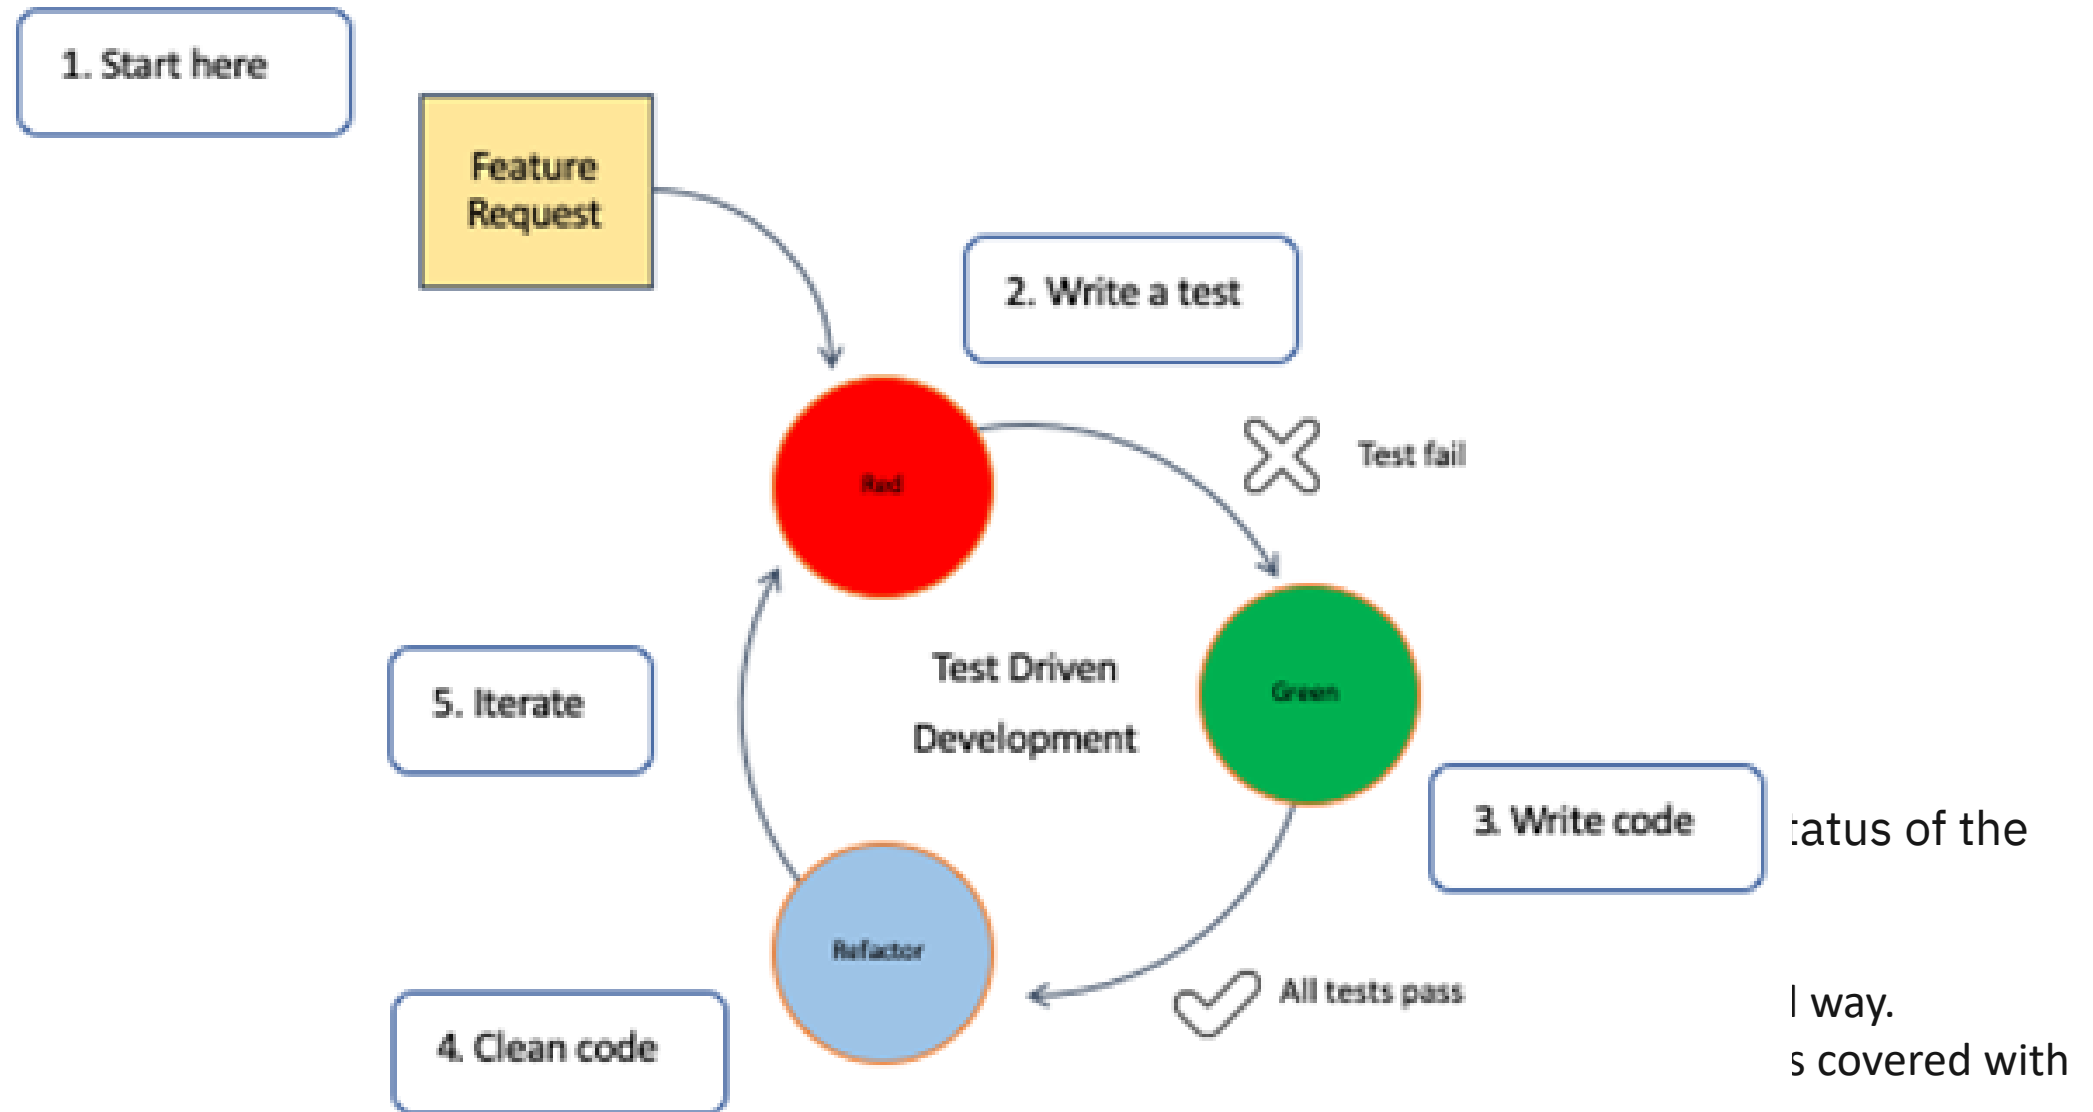 1. Start here
Feature
Request
2. Write a test
Test fail
Red
Test Driven
Development
Green
5. Iterate
3. Write code
tatus of the
Refactor
All tests pass
4. Clean code
way.
s covered with